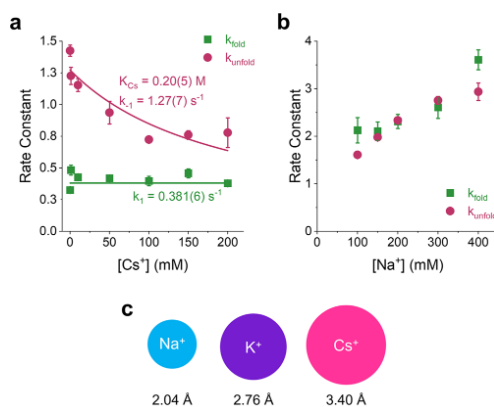 a
b
k_fold
k_unfold
K_Cs = 0.20(5) M
k_-1 = 1.27(7) s⁻¹
k_1 = 0.381(6) s⁻¹
Rate Constant
1.5
1.3
1.0
0.8
0.5
0.3
0.0
0 50 100 150 200
[Cs⁺] (mM)
k_fold
k_unfold
Rate Constant
4
2
0
0 100 200 300 400
[Na⁺] (mM)
c
Na⁺ K⁺ Cs⁺
2.04 Å 2.76 Å 3.40 Å